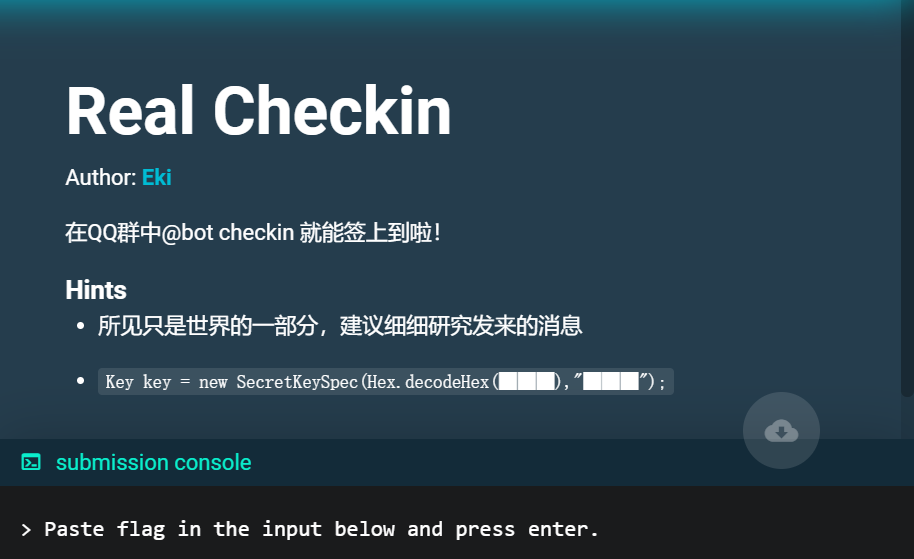 Real Checkin
Author: Eki
在QQ群中@bot checkin 就能签上到啦！
Hints
所见只是世界的一部分，建议细细研究发来的消息
Key key = new SecretKeySpec(Hex.decodeHex(██████),"██████");
submission console
> Paste flag in the input below and press enter.